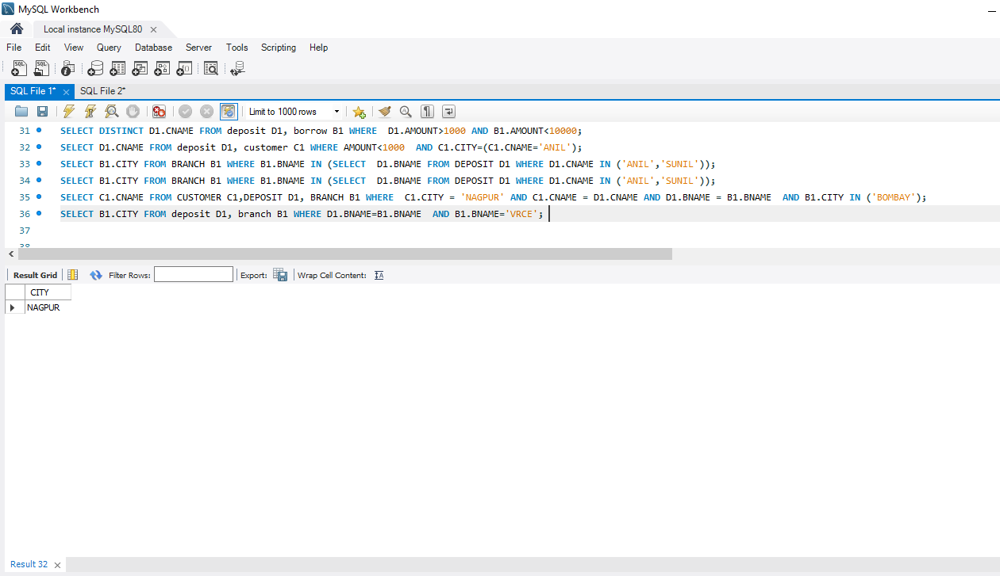 MySQL Workbench
Local instance MySQL80
File Edit View Query Database Server Tools Scripting Help
SQL File 1* SQL File 2*
Limit to 1000 rows
31 SELECT DISTINCT D1.CNAME FROM deposit D1, borrow B1 WHERE  D1.AMOUNT>1000 AND B1.AMOUNT<10000;
32 SELECT D1.CNAME FROM deposit D1, customer C1 WHERE AMOUNT<1000  AND C1.CITY=(C1.CNAME='ANIL');
33 SELECT B1.CITY FROM BRANCH B1 WHERE B1.BNAME IN (SELECT  D1.BNAME FROM DEPOSIT D1 WHERE D1.CNAME IN ('ANIL','SUNIL'));
34 SELECT B1.CITY FROM BRANCH B1 WHERE B1.BNAME IN (SELECT  D1.BNAME FROM DEPOSIT D1 WHERE D1.CNAME IN ('ANIL','SUNIL'));
35 SELECT C1.CNAME FROM CUSTOMER C1,DEPOSIT D1, BRANCH B1 WHERE  C1.CITY = 'NAGPUR' AND C1.CNAME = D1.CNAME AND D1.BNAME = B1.BNAME  AND B1.CITY IN ('BOMBAY');
36 SELECT B1.CITY FROM deposit D1, branch B1 WHERE D1.BNAME=B1.BNAME  AND B1.BNAME='VRCE';
37
38
Result Grid Filter Rows: Export: Wrap Cell Content:
CITY
NAGPUR
Result 32